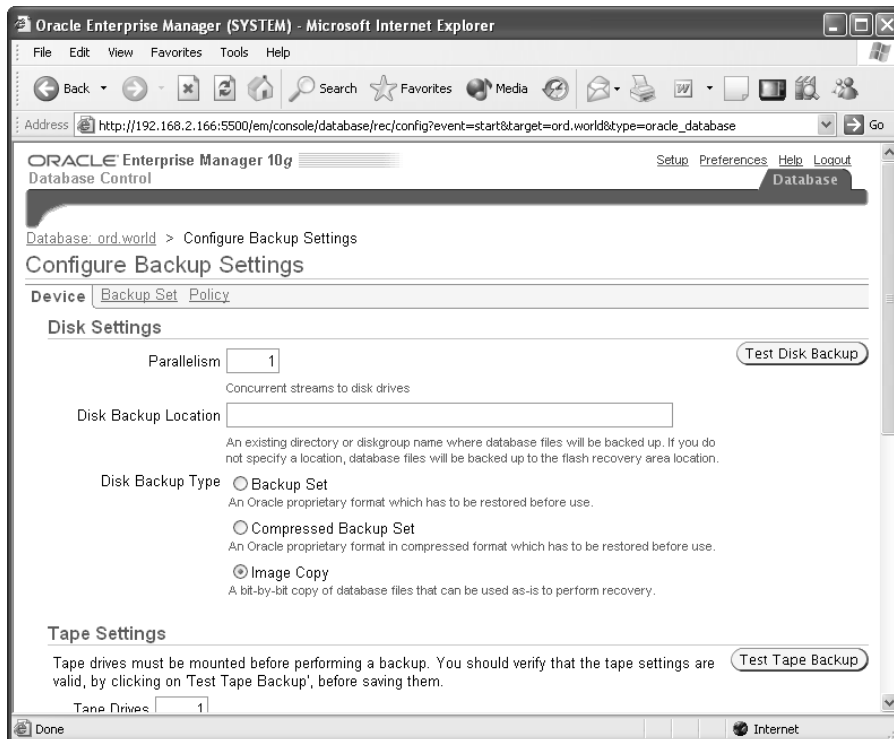 Oracle Enterprise Manager (SYSTEM) - Microsoft Internet Explorer
File Edit View Favorites Tools Help
Back Search Favorites Media
Address http://192.168.2.166:5500/em/console/database/rec/config?event=start&target=ord.world&type=oracle_database Go
ORACLE Enterprise Manager 10g
Setup Preferences Help Logout
Database Control
Database
Database: ord.world > Configure Backup Settings
Configure Backup Settings
Device Backup Set Policy
Disk Settings
Test Disk Backup
Parallelism 1
Concurrent streams to disk drives
Disk Backup Location
An existing directory or diskgroup name where database files will be backed up. If you do
not specify a location, database files will be backed up to the flash recovery area location.
Disk Backup Type Backup Set
An Oracle proprietary format which has to be restored before use.
Compressed Backup Set
An Oracle proprietary format in compressed format which has to be restored before use.
Image Copy
A bit-by-bit copy of database files that can be used as-is to perform recovery.
Tape Settings
Tape drives must be mounted before performing a backup. You should verify that the tape settings are
valid, by clicking on 'Test Tape Backup', before saving them.
Test Tape Backup
Tape Drives 1
Done Internet